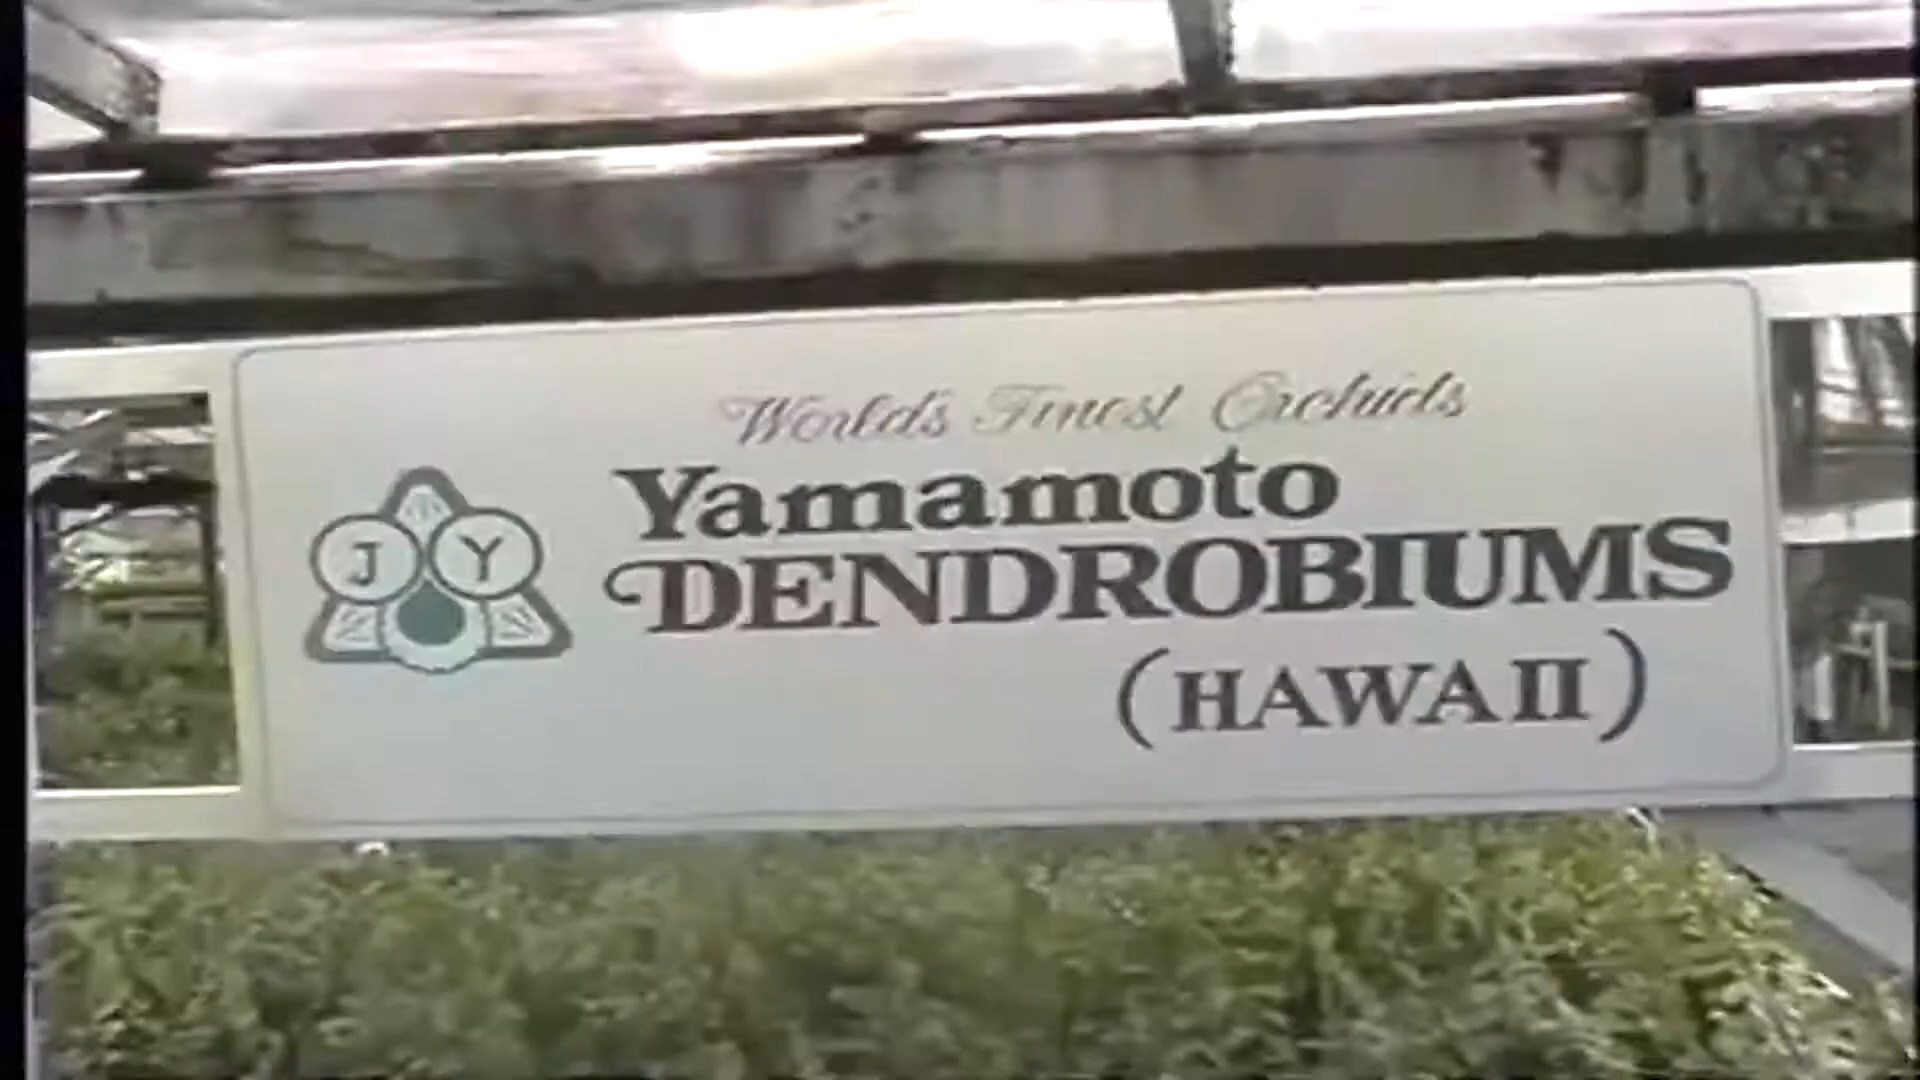 World's Finest Orchids
Yamamoto
DENDROBIUMS
(HAWAII)
J Y